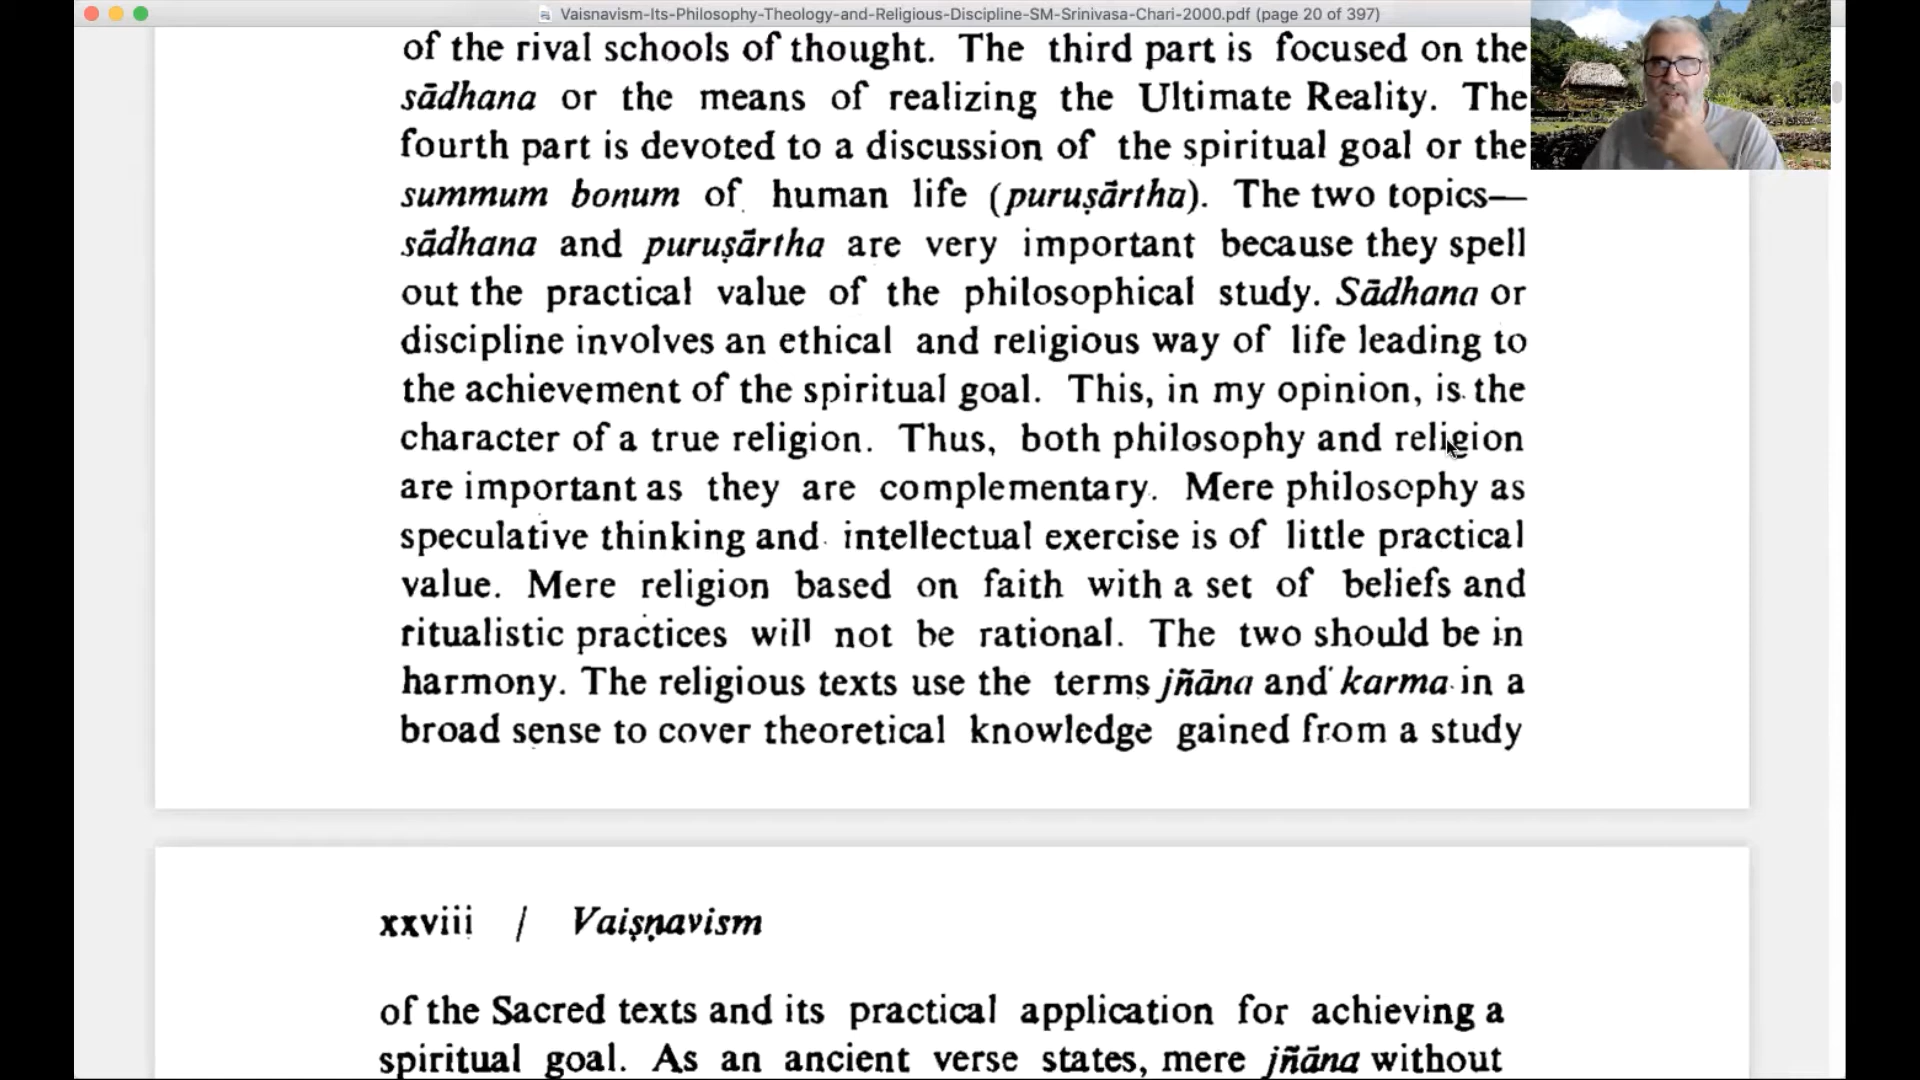 Vaisnavism-Its-Philosophy-Theology-and-Religious-Discipline-SM-Srinivasa-Chari-2000.pdf (page 20 of 397)
of the rival schools of thought. The third part is focused on the
sādhana or the means of realizing the Ultimate Reality. The
fourth part is devoted to a discussion of the spiritual goal or the
summum bonum of human life (puruṣārtha). The two topics—
sādhana and puruṣārtha are very important because they spell
out the practical value of the philosophical study. Sādhana or
discipline involves an ethical and religious way of life leading to
the achievement of the spiritual goal. This, in my opinion, is the
character of a true religion. Thus, both philosophy and religion
are important as they are complementary. Mere philosophy as
speculative thinking and intellectual exercise is of little practical
value. Mere religion based on faith with a set of beliefs and
ritualistic practices will not be rational. The two should be in
harmony. The religious texts use the terms jñāna and karma in a
broad sense to cover theoretical knowledge gained from a study
xxviii / Vaiṣṇavism
of the Sacred texts and its practical application for achieving a
spiritual goal. As an ancient verse states, mere jñāna without